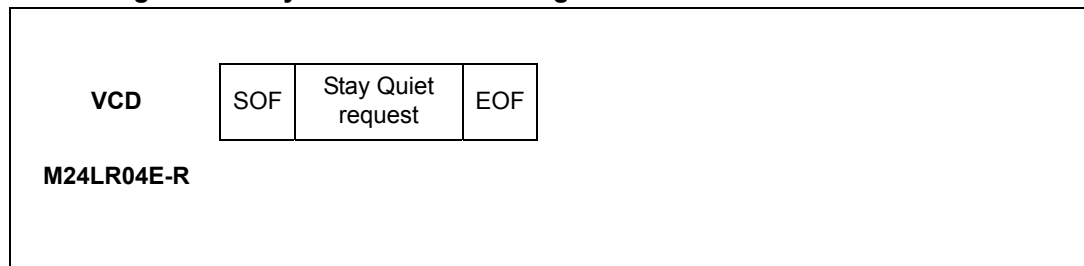 VCD
SOF
Stay Quiet
request
EOF
M24LR04E-R